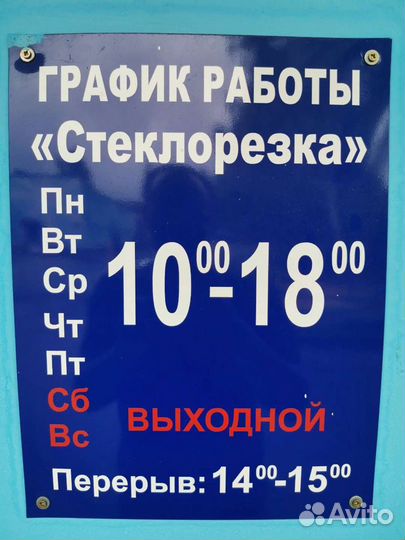 ГРАФИК РАБОТЫ
«Стеклорезка»
Пн
Вт
Ср
Чт
Пт
10⁰⁰-18⁰⁰
Сб
Вс
ВЫХОДНОЙ
Перерыв: 14⁰⁰-15⁰⁰
Avito